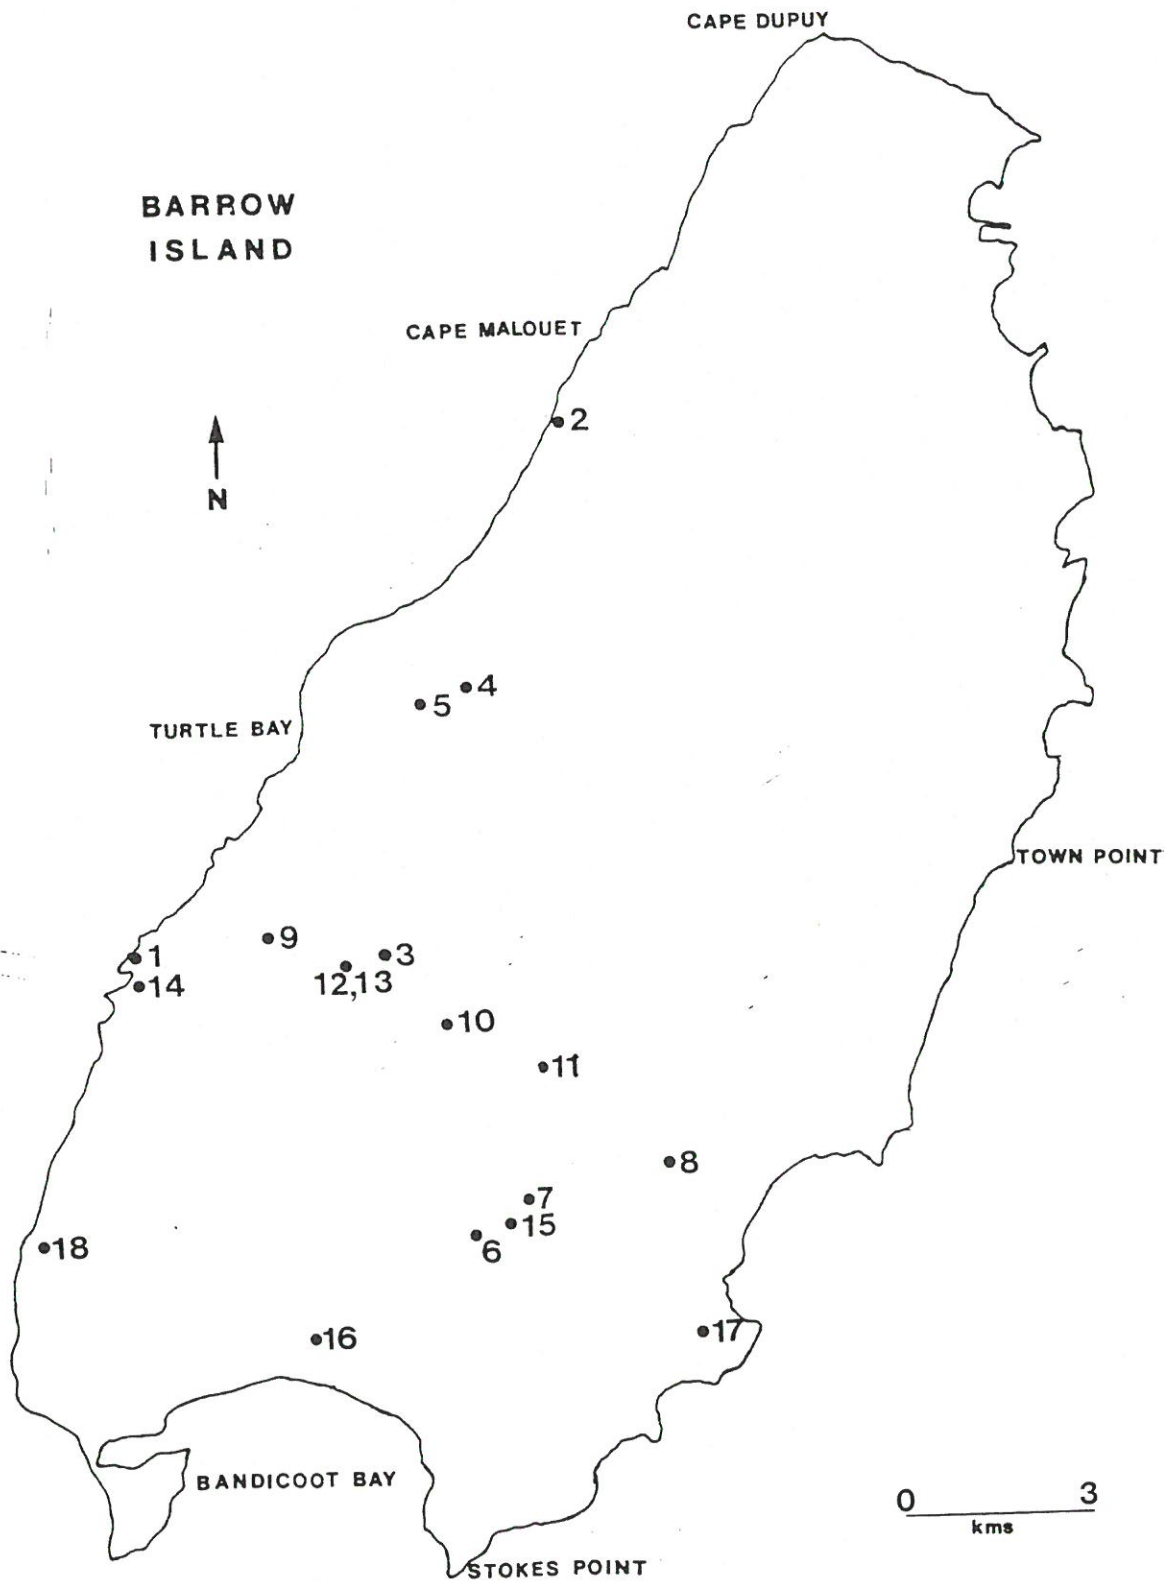 CAPE DUPUY
BARROW
ISLAND
CAPE MALOUET
2
N
4
5
TURTLE BAY
TOWN POINT
9
1
3
12,13
14
10
11
8
7
15
6
18
17
16
BANDICOOT BAY
0 3
kms
STOKES POINT